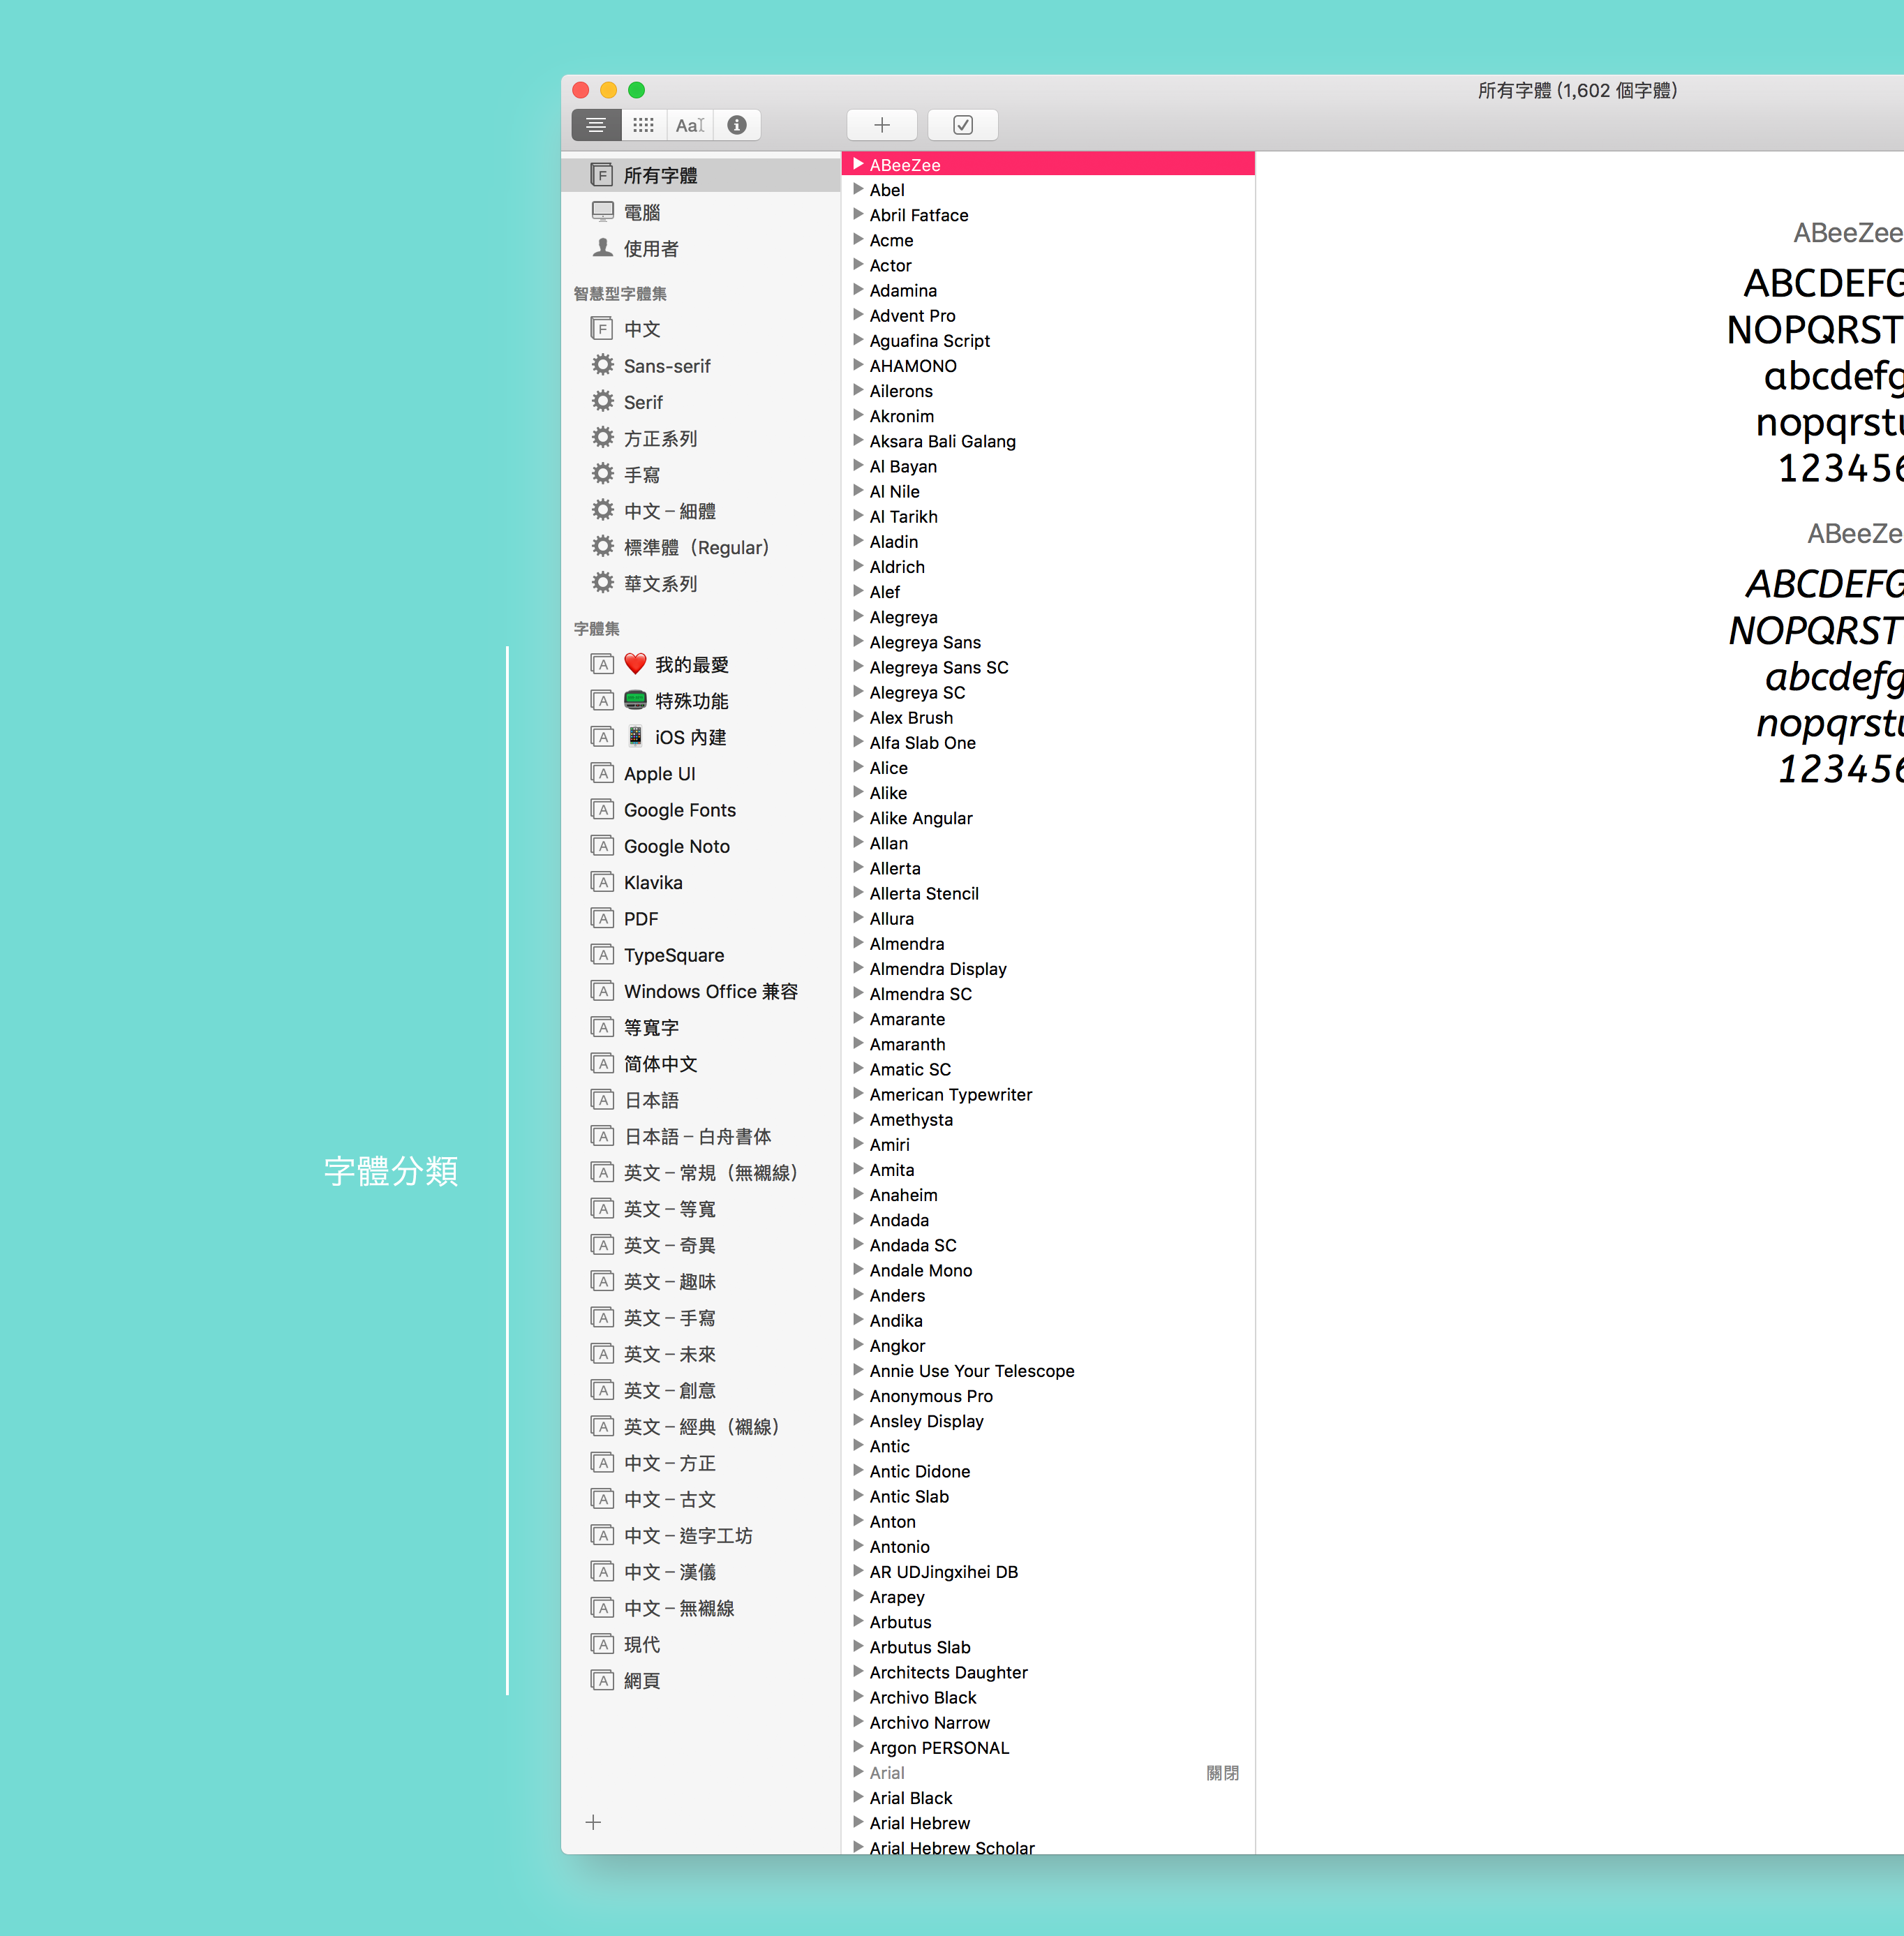 所有字體 (1,602 個字體)
Aa
所有字體
電腦
使用者
智慧型字體集
中文
Sans-serif
Serif
方正系列
手寫
中文 – 細體
標準體（Regular）
華文系列
字體集
❤️ 我的最愛
📟 特殊功能
📱 iOS 內建
Apple UI
Google Fonts
Google Noto
Klavika
PDF
TypeSquare
Windows Office 兼容
等寬字
简体中文
日本語
日本語 – 白舟書体
英文 – 常規（無襯線）
英文 – 等寬
英文 – 奇異
英文 – 趣味
英文 – 手寫
英文 – 未來
英文 – 創意
英文 – 經典（襯線）
中文 – 方正
中文 – 古文
中文 – 造字工坊
中文 – 漢儀
中文 – 無襯線
現代
網頁
字體分類
ABeeZee
Abel
Abril Fatface
Acme
Actor
Adamina
Advent Pro
Aguafina Script
AHAMONO
Ailerons
Akronim
Aksara Bali Galang
Al Bayan
Al Nile
Al Tarikh
Aladin
Aldrich
Alef
Alegreya
Alegreya Sans
Alegreya Sans SC
Alegreya SC
Alex Brush
Alfa Slab One
Alice
Alike
Alike Angular
Allan
Allerta
Allerta Stencil
Allura
Almendra
Almendra Display
Almendra SC
Amarante
Amaranth
Amatic SC
American Typewriter
Amethysta
Amiri
Amita
Anaheim
Andada
Andada SC
Andale Mono
Anders
Andika
Angkor
Annie Use Your Telescope
Anonymous Pro
Ansley Display
Antic
Antic Didone
Antic Slab
Anton
Antonio
AR UDJingxihei DB
Arapey
Arbutus
Arbutus Slab
Architects Daughter
Archivo Black
Archivo Narrow
Argon PERSONAL
Arial 關閉
Arial Black
Arial Hebrew
Arial Hebrew Scholar
ABeeZee
ABCDEFG
NOPQRST
abcdefg
nopqrstu
123456
ABeeZe
ABCDEFG
NOPQRST
abcdefg
nopqrstu
123456